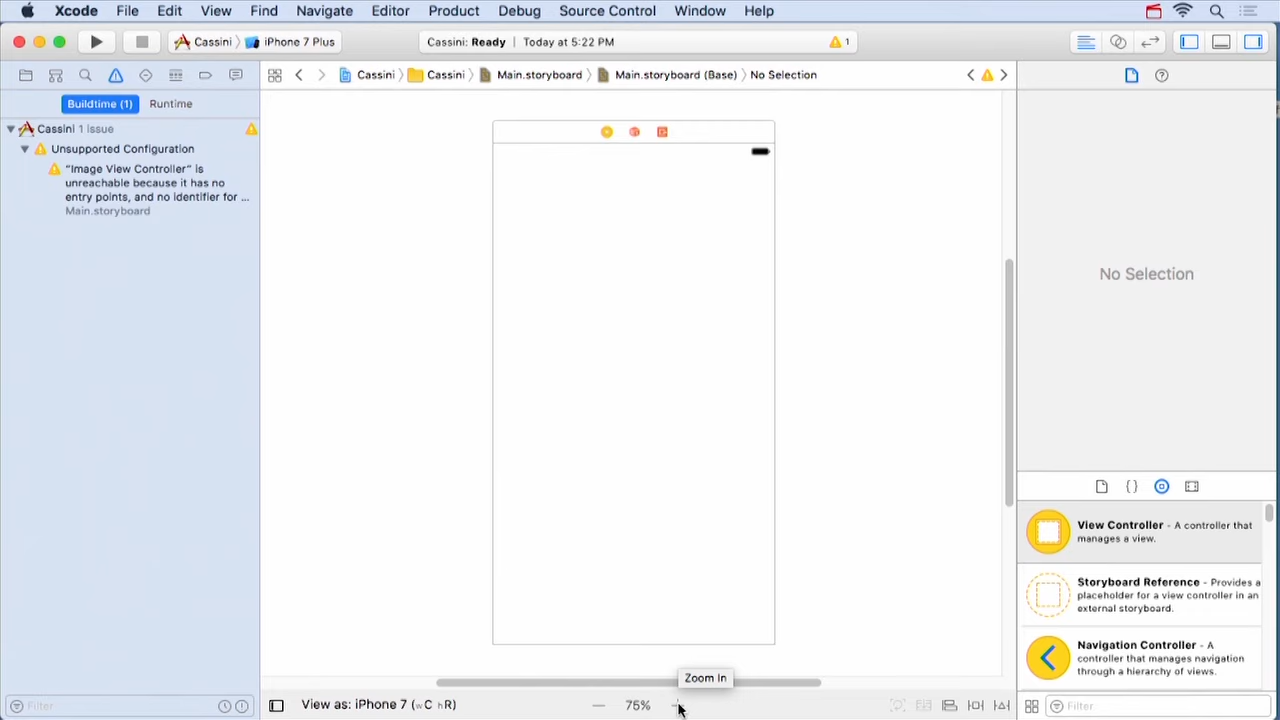 Xcode File Edit View Find Navigate Editor Product Debug Source Control Window Help
Cassini iPhone 7 Plus Cassini: Ready | Today at 5:22 PM 1
Cassini Cassini Main.storyboard Main.storyboard (Base) No Selection
Buildtime (1) Runtime
Cassini 1 issue
Unsupported Configuration
"Image View Controller" is
unreachable because it has no
entry points, and no identifier for ...
Main.storyboard
No Selection
View Controller - A controller that
manages a view.
Storyboard Reference - Provides a
placeholder for a view controller in an
external storyboard.
Navigation Controller - A
controller that manages navigation
through a hierarchy of views.
Zoom In
Filter
View as: iPhone 7 (wC hR)
75%
Filter